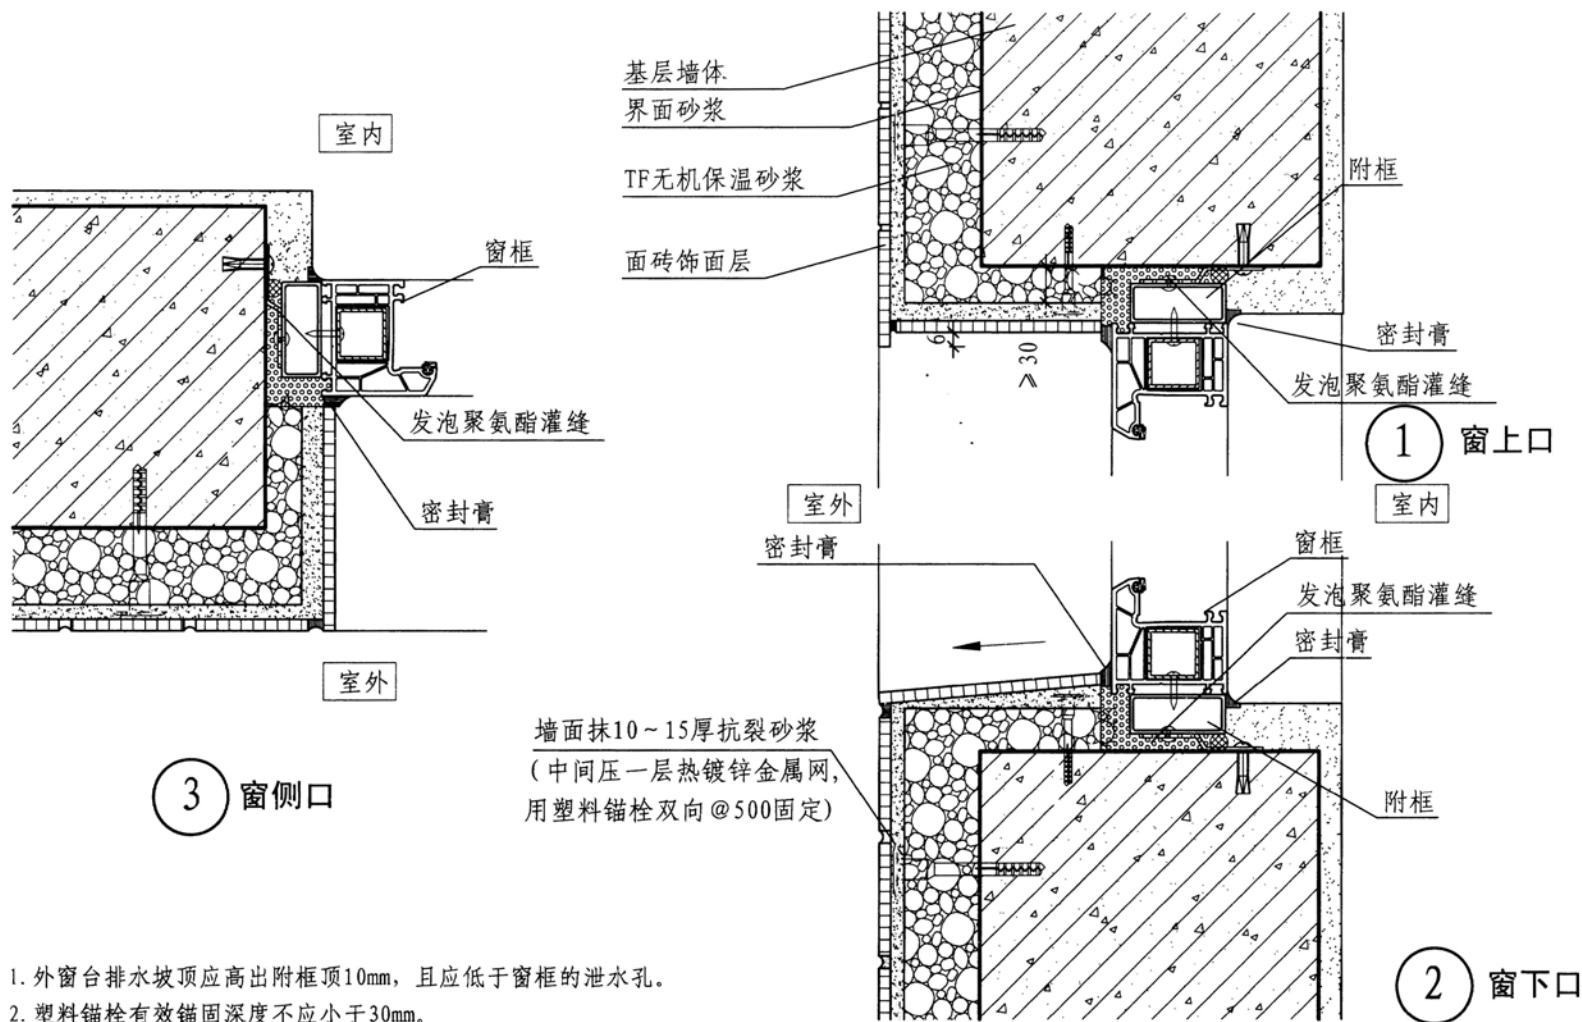 基层墙体
界面砂浆
TF无机保温砂浆
面砖饰面层
附框
密封膏
发泡聚氨酯灌缝
6
≥30
1 窗上口
室外
室内
室内
窗框
发泡聚氨酯灌缝
密封膏
室外
3 窗侧口
密封膏
窗框
发泡聚氨酯灌缝
密封膏
附框
墙面抹10~15厚抗裂砂浆
(中间压一层热镀锌金属网,
用塑料锚栓双向@500固定)
2 窗下口
1.外窗台排水坡顶应高出附框顶10mm, 且应低于窗框的泄水孔。
2.塑料锚栓有效锚固深度不应小于30mm。